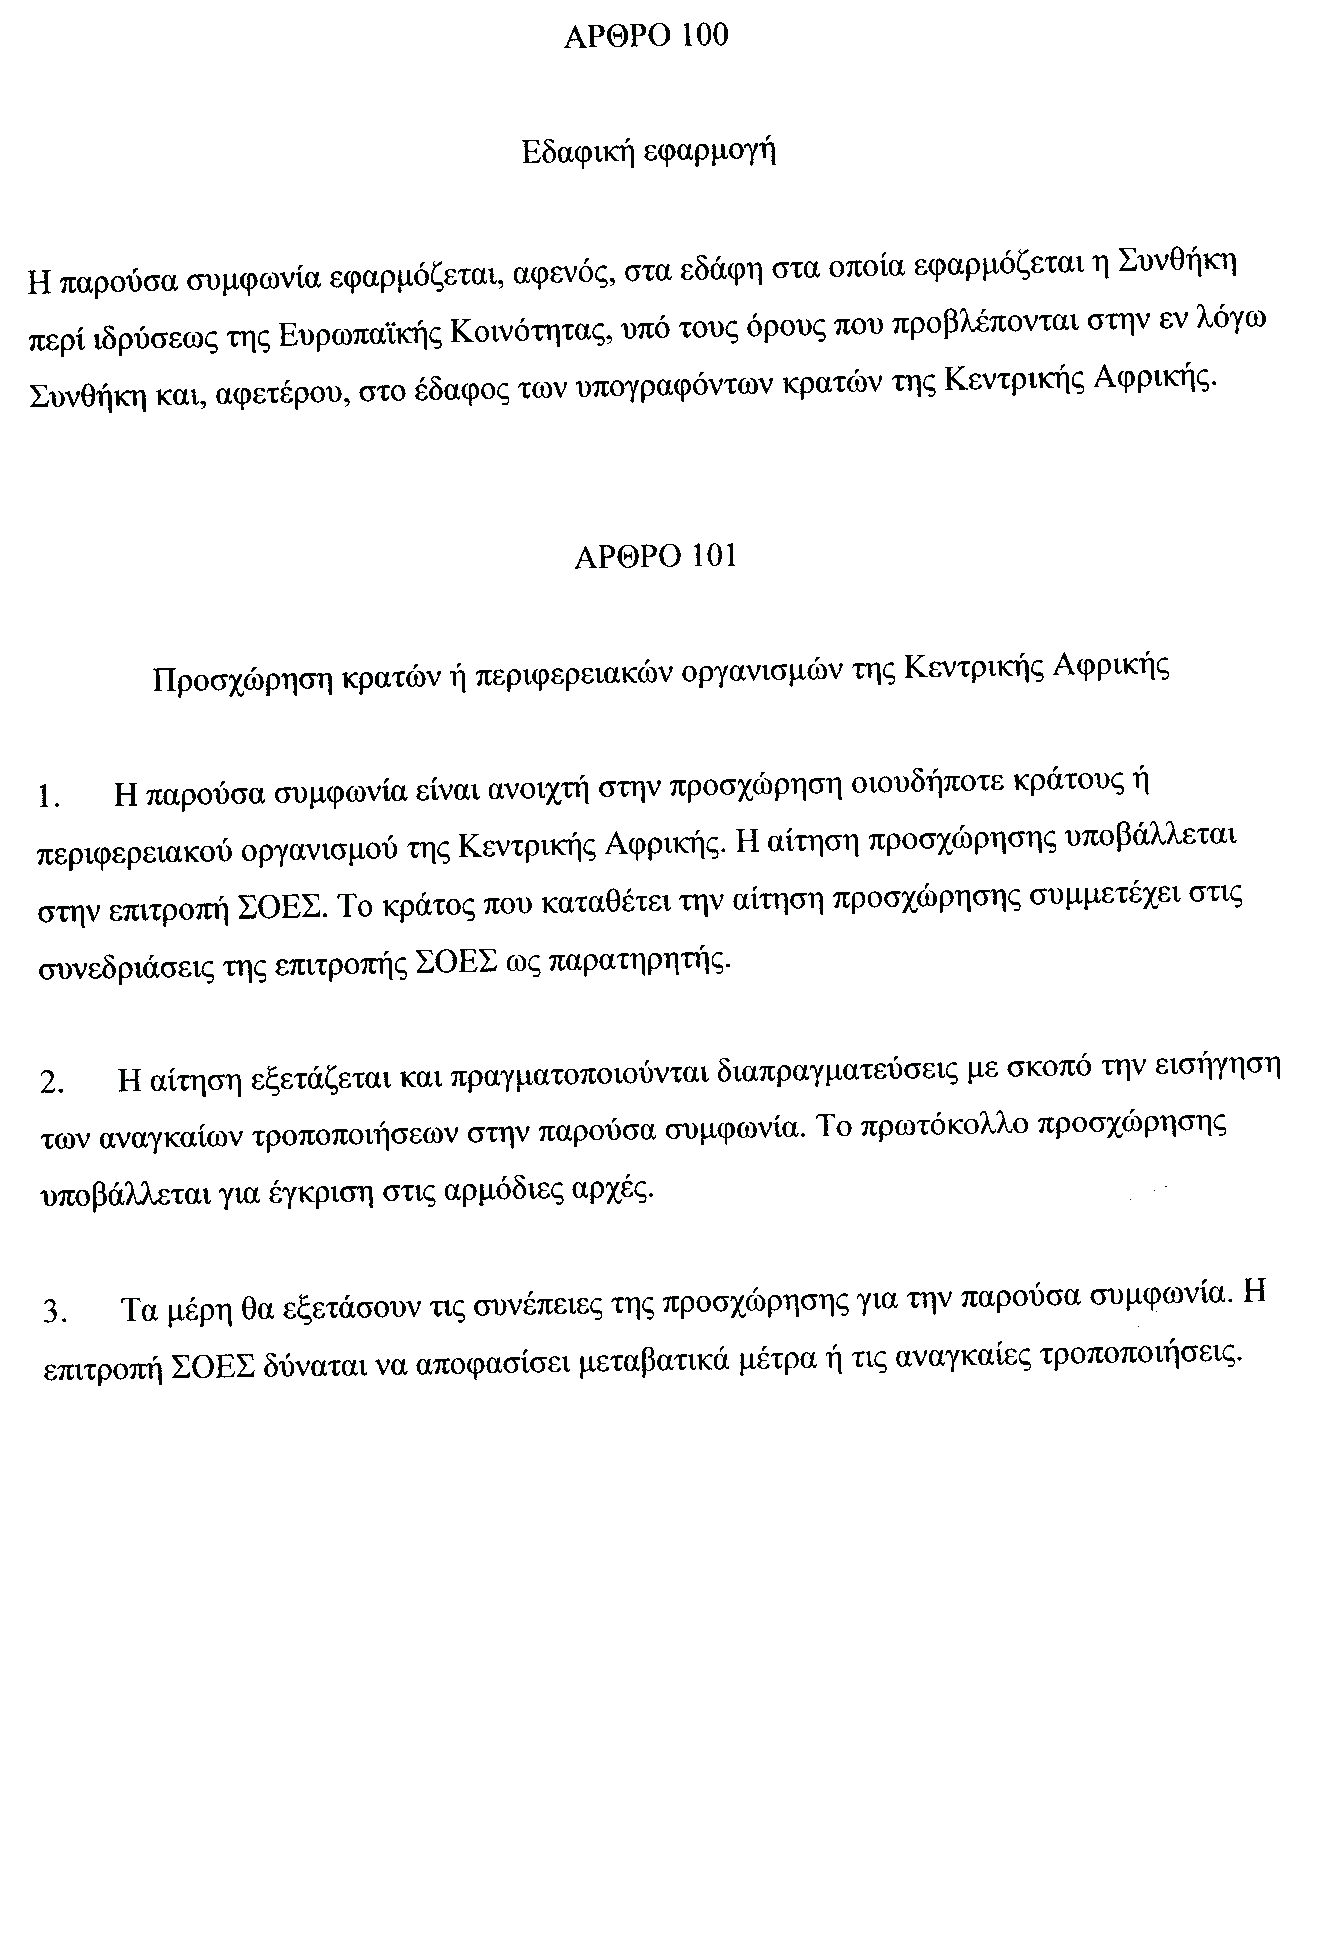 ΑΡΘΡΟ 100
Εδαφική εφαρμογή
Η παρούσα συμφωνία εφαρμόζεται, αφενός, στα εδάφη στα οποία εφαρμόζεται η Συνθήκη
περί ιδρύσεως της Ευρωπαϊκής Κοινότητας, υπό τους όρους που προβλέπονται στην εν λόγω
Συνθήκη και, αφετέρου, στο έδαφος των υπογραφόντων κρατών της Κεντρικής Αφρικής.
ΑΡΘΡΟ 101
Προσχώρηση κρατών ή περιφερειακών οργανισμών της Κεντρικής Αφρικής
1. Η παρούσα συμφωνία είναι ανοιχτή στην προσχώρηση οιουδήποτε κράτους ή
περιφερειακού οργανισμού της Κεντρικής Αφρικής. Η αίτηση προσχώρησης υποβάλλεται
στην επιτροπή ΣΟΕΣ. Το κράτος που καταθέτει την αίτηση προσχώρησης συμμετέχει στις
συνεδριάσεις της επιτροπής ΣΟΕΣ ως παρατηρητής.
2. Η αίτηση εξετάζεται και πραγματοποιούνται διαπραγματεύσεις με σκοπό την εισήγηση
των αναγκαίων τροποποιήσεων στην παρούσα συμφωνία. Το πρωτόκολλο προσχώρησης
υποβάλλεται για έγκριση στις αρμόδιες αρχές.
3. Τα μέρη θα εξετάσουν τις συνέπειες της προσχώρησης για την παρούσα συμφωνία. Η
επιτροπή ΣΟΕΣ δύναται να αποφασίσει μεταβατικά μέτρα ή τις αναγκαίες τροποποιήσεις.